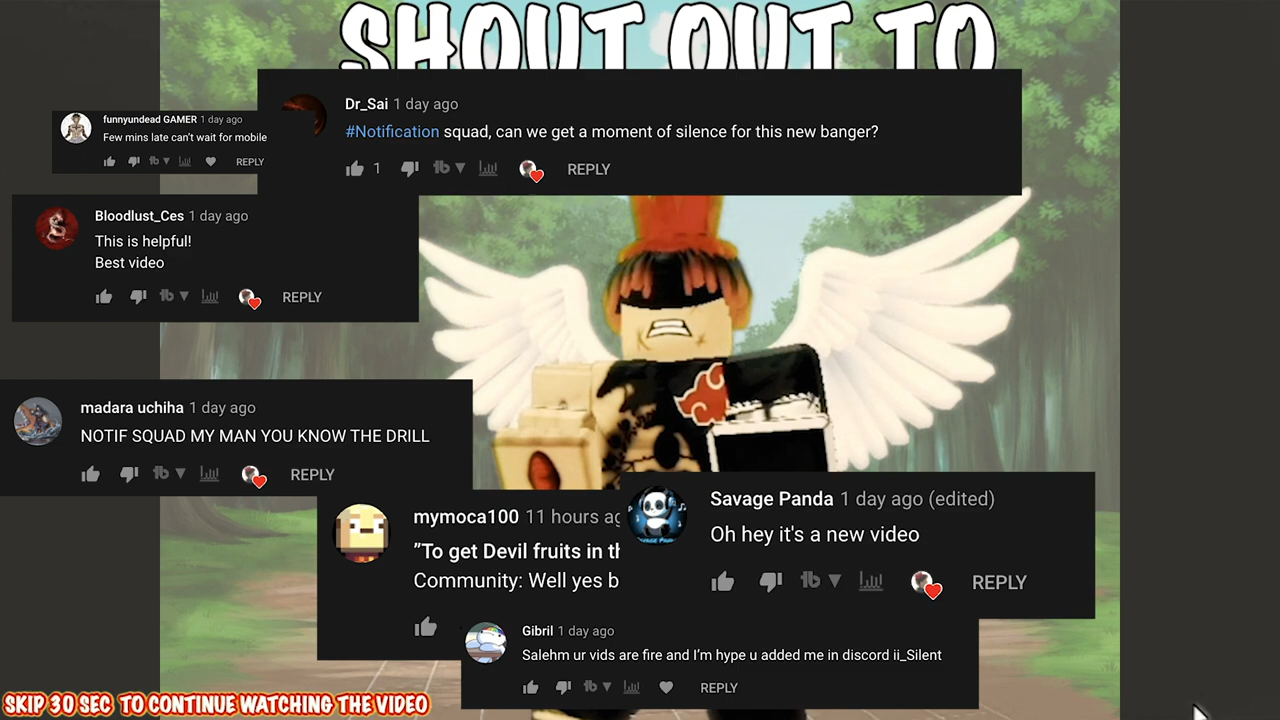 SHOUT OUT TO
Dr_Sai 1 day ago
#Notification squad, can we get a moment of silence for this new banger?
1 REPLY
funnyundead GAMER 1 day ago
Few mins late can't wait for mobile
REPLY
Bloodlust_Ces 1 day ago
This is helpful!
Best video
REPLY
madara uchiha 1 day ago
NOTIF SQUAD MY MAN YOU KNOW THE DRILL
REPLY
mymoca100 11 hours
"To get Devil fruits in
Community: Well yes
Savage Panda 1 day ago (edited)
Oh hey it's a new video
REPLY
Gibril 1 day ago
Salehm ur vids are fire and I'm hype u added me in discord ii_Silent
REPLY
SKIP 30 SEC TO CONTINUE WATCHING THE VIDEO